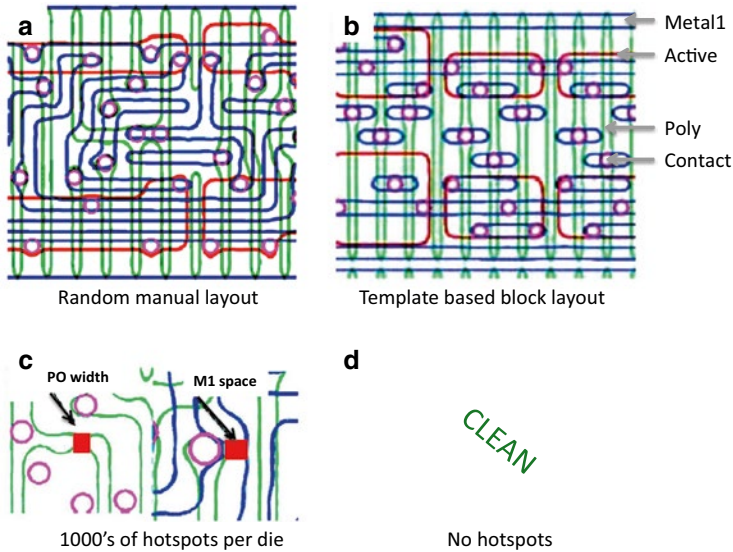 a
b
Metal1
Active
Poly
Contact
Random manual layout
Template based block layout
c
PO width
M1 space
d
CLEAN
1000's of hotspots per die
No hotspots